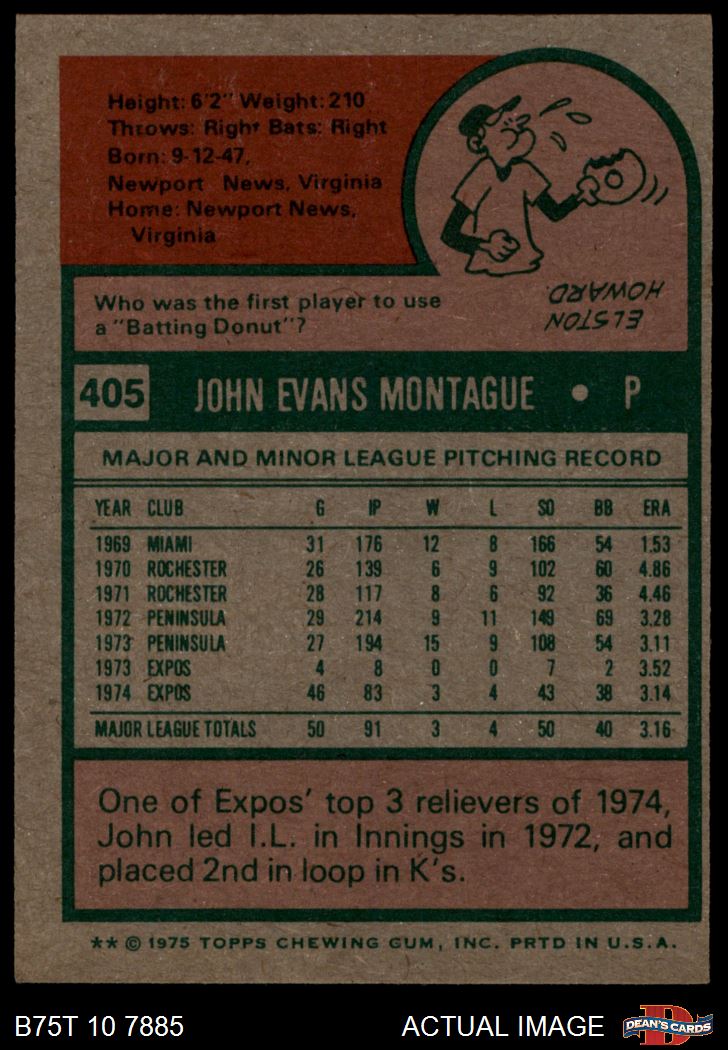 Height: 6'2" Weight: 210
Throws: Right Bats: Right
Born: 9-12-47,
Newport News, Virginia
Home: Newport News,
Virginia
Who was the first player to use
a "Batting Donut"?
ELSTON
HOWARD.
405 JOHN EVANS MONTAGUE • P
MAJOR AND MINOR LEAGUE PITCHING RECORD
YEAR CLUB G IP W L SO BB ERA
1969 MIAMI 31 176 12 8 166 54 1.53
1970 ROCHESTER 26 139 6 9 102 60 4.86
1971 ROCHESTER 28 117 8 6 92 36 4.46
1972 PENINSULA 29 214 9 11 149 69 3.28
1973 PENINSULA 27 194 15 9 108 54 3.11
1973 EXPOS 4 8 0 0 7 2 3.52
1974 EXPOS 46 83 3 4 43 38 3.14
MAJOR LEAGUE TOTALS 50 91 3 4 50 40 3.16
One of Expos' top 3 relievers of 1974,
John led I.L. in Innings in 1972, and
placed 2nd in loop in K's.
** © 1975 TOPPS CHEWING GUM, INC. PRTD IN U.S.A.
B75T 10 7885 ACTUAL IMAGE DEAN'S CARDS